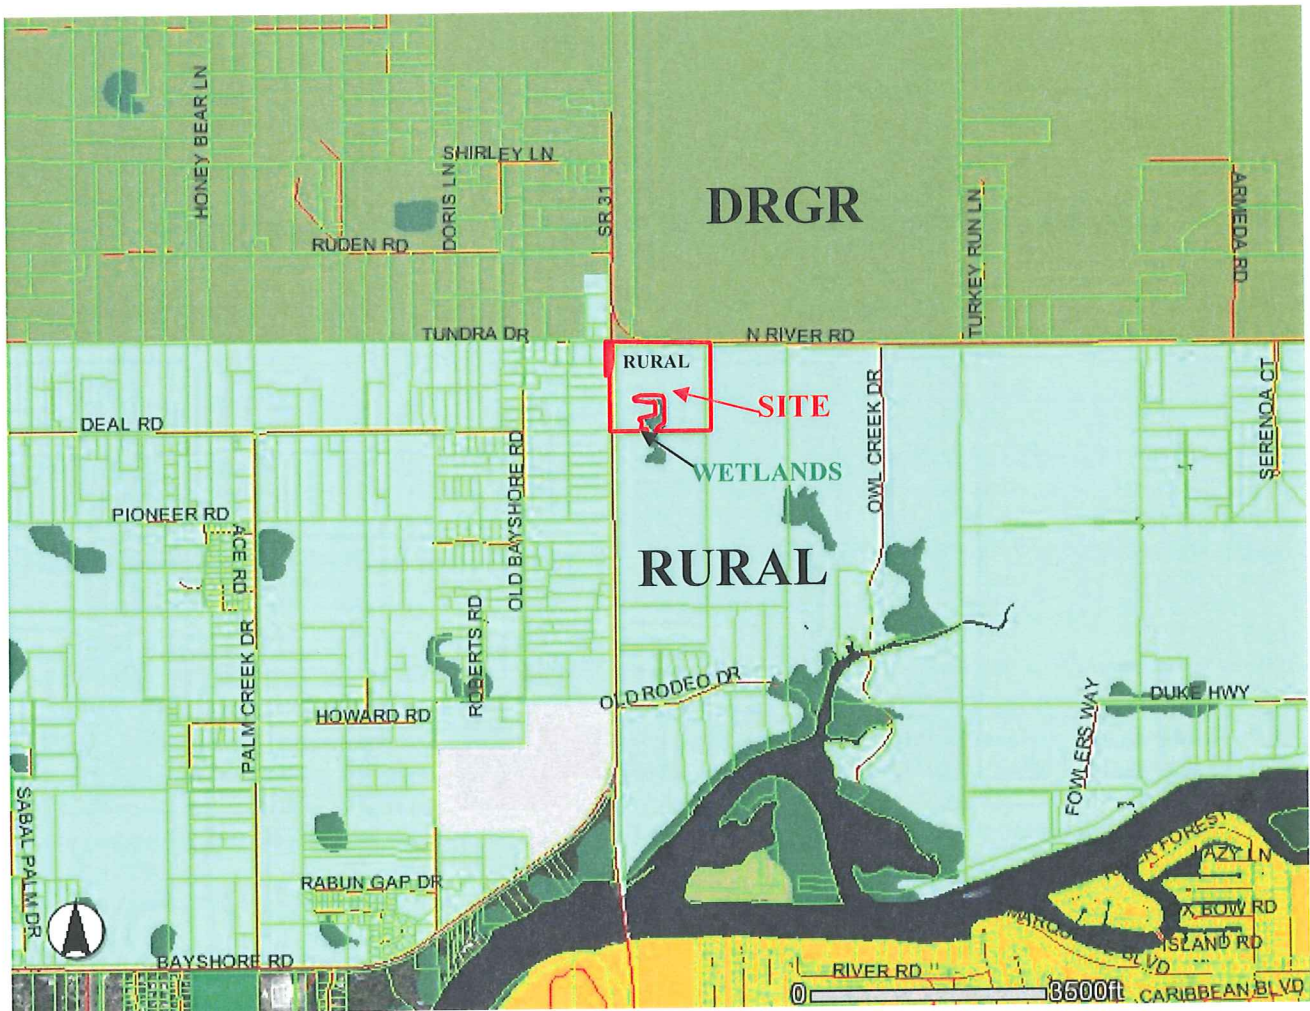 HONEY BEAR LN
SHIRLEY LN
DORIS LN
RUDEN RD
SR 31
DRGR
TURKEY RUN LN
ARMEDA RD
TUNDRA DR
N RIVER RD
RURAL
SITE
DEAL RD
WETLANDS
OWL CREEK DR
SERENOA CT
OLD BAYSHORE RD
PIONEER RD
ACE RD
RURAL
ROBERTS RD
PALM CREEK DR
OLD RODEO DR
HOWARD RD
FOWLERS WAY
DUKE HWY
SABAL PALM DR
RABUN GAP DR
BAYSHORE RD
FOREST
LAZY LN
X BOW RD
ISLAND RD
BLVD
RIVER RD
CARIBBEAN BLVD
0
3500ft